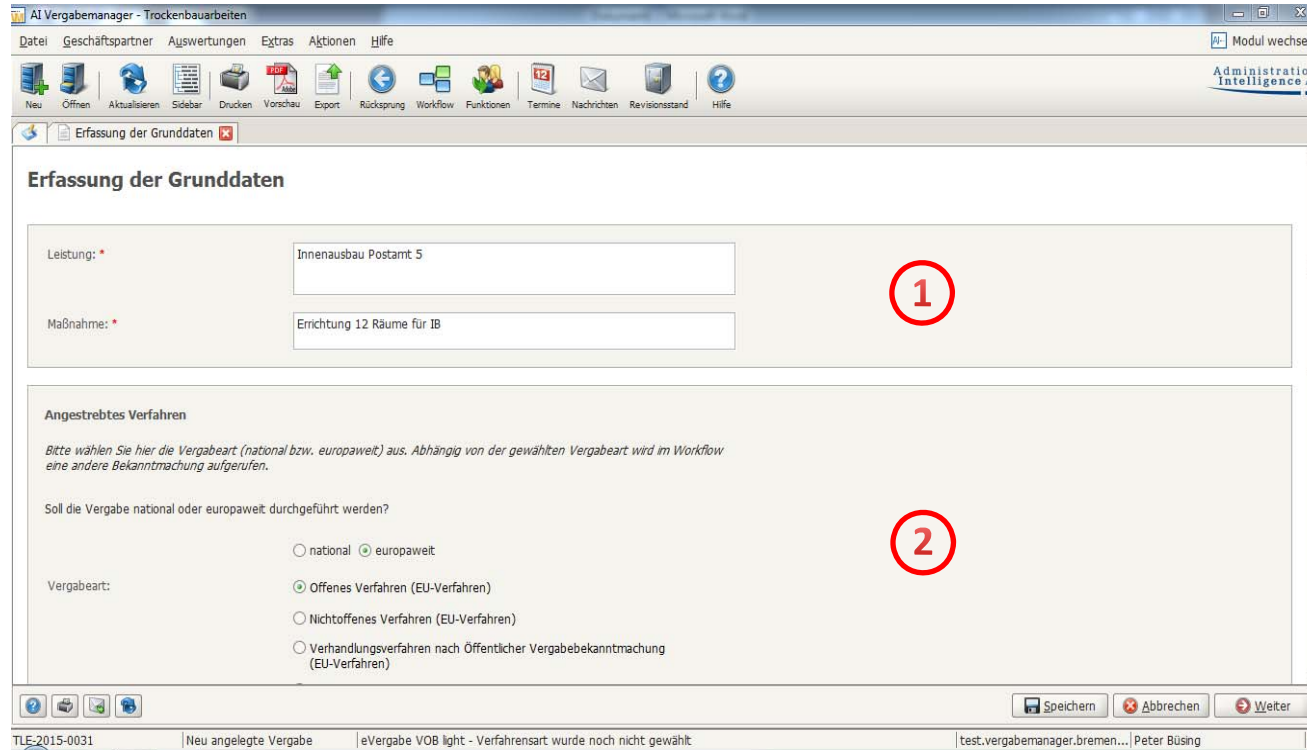 AI Vergabemanager - Trockenbauarbeiten
Datei Geschäftspartner Auswertungen Extras Aktionen Hilfe
Modul wechse
Neu Öffnen Aktualisieren Sidebar Drucken Vorschau Export Rücksprung Workflow Funktionen Termine Nachrichten Revisionsstand Hilfe
Administratio
Intelligence
Erfassung der Grunddaten
Erfassung der Grunddaten
Leistung: *
Innenausbau Postamt 5
1
Maßnahme: *
Errichtung 12 Räume für IB
Angestrebtes Verfahren
Bitte wählen Sie hier die Vergabeart (national bzw. europaweit) aus. Abhängig von der gewählten Vergabeart wird im Workflow
eine andere Bekanntmachung aufgerufen.
Soll die Vergabe national oder europaweit durchgeführt werden?
national europaweit
2
Vergabeart:
Offenes Verfahren (EU-Verfahren)
Nichtoffenes Verfahren (EU-Verfahren)
Verhandlungsverfahren nach Öffentlicher Vergabebekanntmachung
(EU-Verfahren)
Speichern Abbrechen Weiter
TLE-2015-0031 Neu angelegte Vergabe eVergabe VOB light - Verfahrensart wurde noch nicht gewählt test.vergabemanager.bremen... Peter Büsing